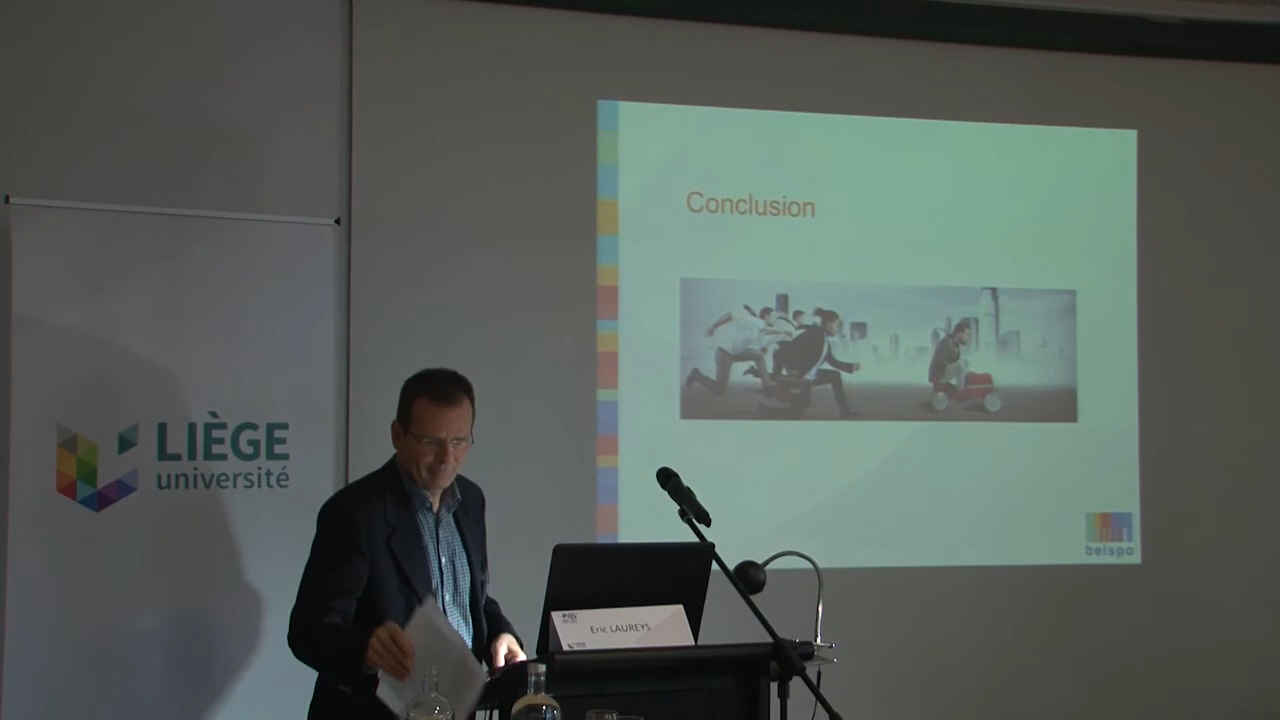 Conclusion
LIÈGE
université
belspo
Eric LAUREYS